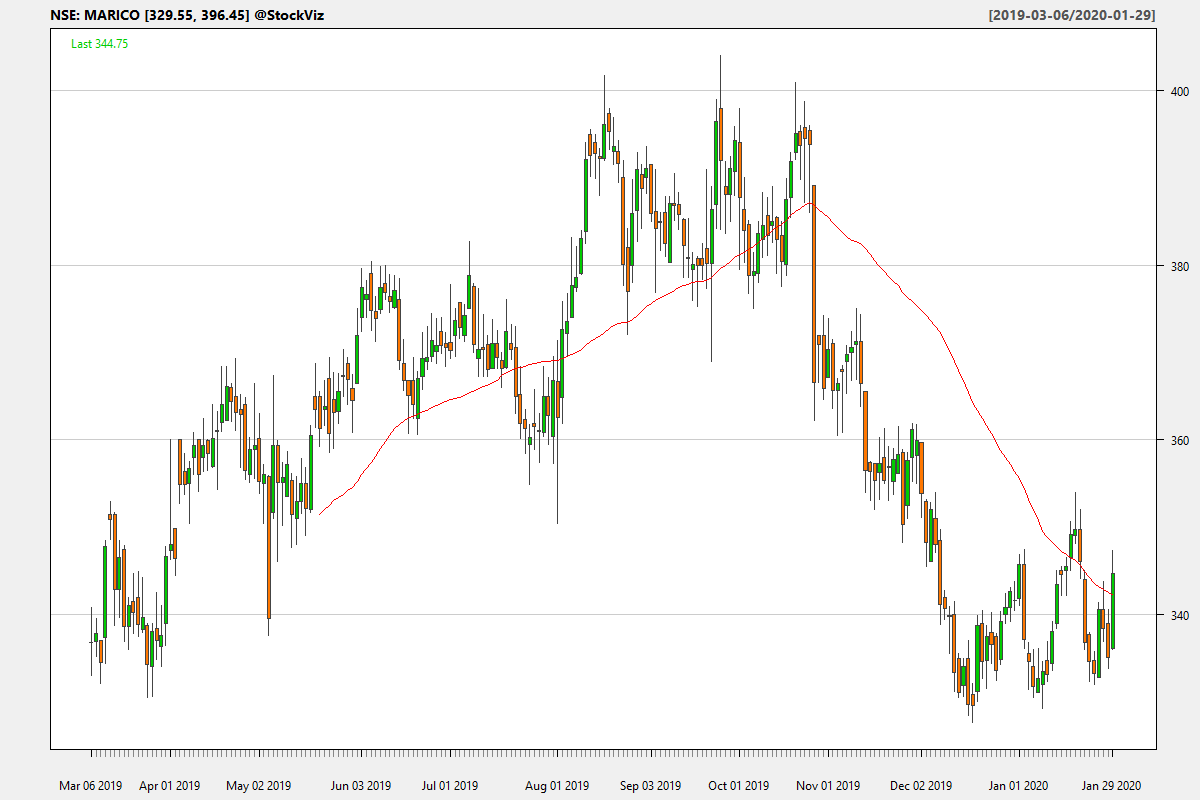 NSE: MARICO [329.55, 396.45] @StockViz
[2019-03-06/2020-01-29]
Last 344.75
400
380
360
340
Mar 06 2019
Apr 01 2019
May 02 2019
Jun 03 2019
Jul 01 2019
Aug 01 2019
Sep 03 2019
Oct 01 2019
Nov 01 2019
Dec 02 2019
Jan 01 2020
Jan 29 2020